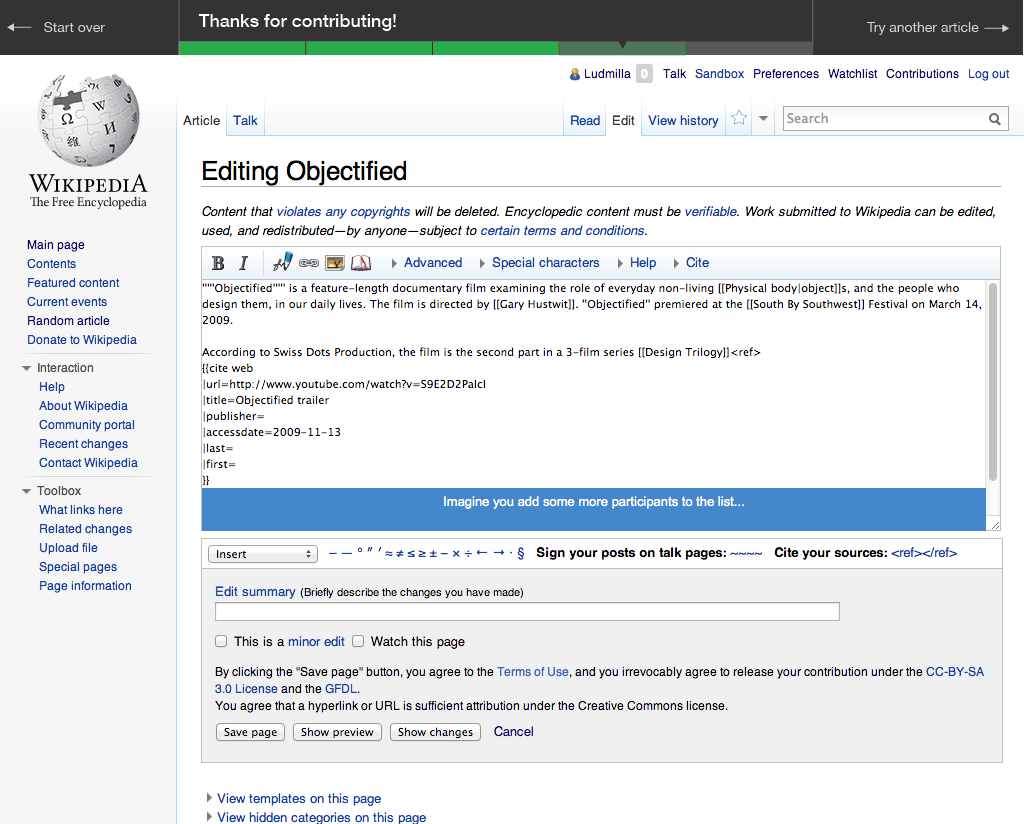 Start over
Thanks for contributing!
Try another article
Ludmilla 0 Talk Sandbox Preferences Watchlist Contributions Log out
Article Talk Read Edit View history Search
WIKIPEDIA
The Free Encyclopedia
Main page
Contents
Featured content
Current events
Random article
Donate to Wikipedia
Interaction
Help
About Wikipedia
Community portal
Recent changes
Contact Wikipedia
Toolbox
What links here
Related changes
Upload file
Special pages
Page information
Editing Objectified
Content that violates any copyrights will be deleted. Encyclopedic content must be verifiable. Work submitted to Wikipedia can be edited,
used, and redistributed—by anyone—subject to certain terms and conditions.
B I Advanced Special characters Help Cite
"""Objectified""" is a feature-length documentary film examining the role of everyday non-living [[Physical body|object]]s, and the people who
design them, in our daily lives. The film is directed by [[Gary Hustwit]]. "Objectified" premiered at the [[South By Southwest]] Festival on March 14,
2009.
According to Swiss Dots Production, the film is the second part in a 3-film series [[Design Trilogy]]<ref>
{{cite web
|url=http://www.youtube.com/watch?v=S9E2D2PaIcI
|title=Objectified trailer
|publisher=
|accessdate=2009-11-13
|last=
|first=
}}
Imagine you add some more participants to the list...
Insert – — ° ″ ′ ≈ ≠ ≤ ≥ ± − × ÷ ← → · § Sign your posts on talk pages: ~~~~ Cite your sources: <ref></ref>
Edit summary (Briefly describe the changes you have made)
This is a minor edit Watch this page
By clicking the "Save page" button, you agree to the Terms of Use, and you irrevocably agree to release your contribution under the CC-BY-SA
3.0 License and the GFDL.
You agree that a hyperlink or URL is sufficient attribution under the Creative Commons license.
Save page Show preview Show changes Cancel
View templates on this page
View hidden categories on this page